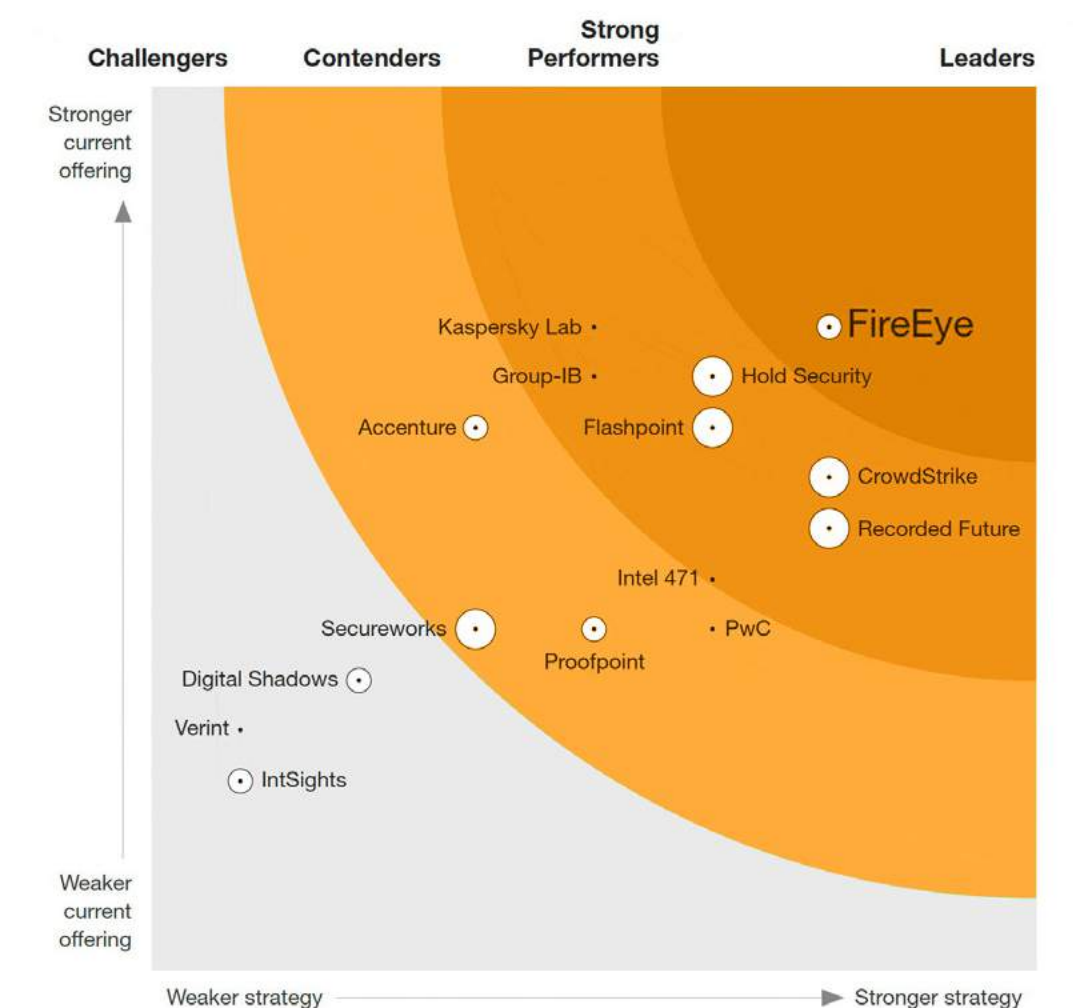 Challengers
Contenders
Strong
Performers
Leaders
Stronger
current
offering
Kaspersky Lab
FireEye
Group-IB
Hold Security
Accenture
Flashpoint
CrowdStrike
Recorded Future
Intel 471
Secureworks
PwC
Proofpoint
Digital Shadows
Verint
IntSights
Weaker
current
offering
Weaker strategy
Stronger strategy